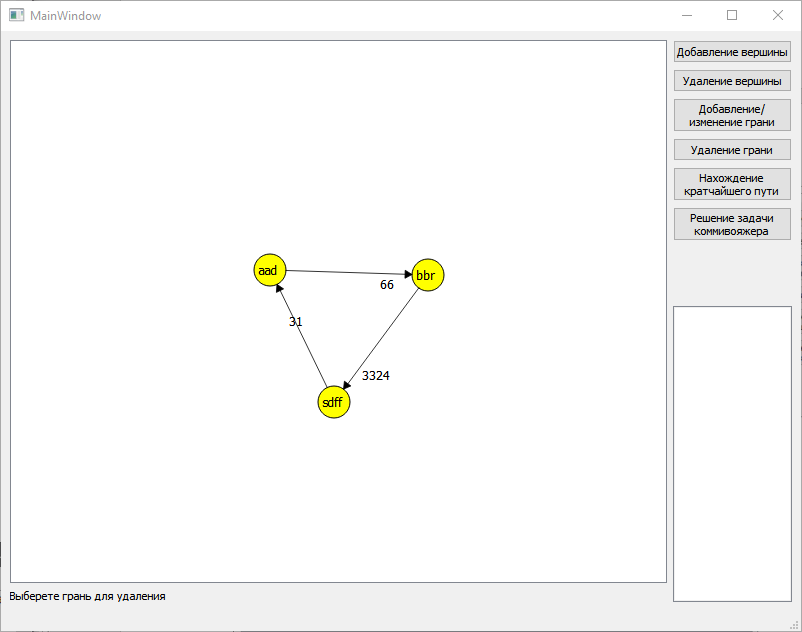 MainWindow
Добавление вершины
Удаление вершины
Добавление/
изменение грани
Удаление грани
Нахождение
кратчайшего пути
Решение задачи
коммивояжера
aad
bbr
66
31
3324
sdff
Выберете грань для удаления